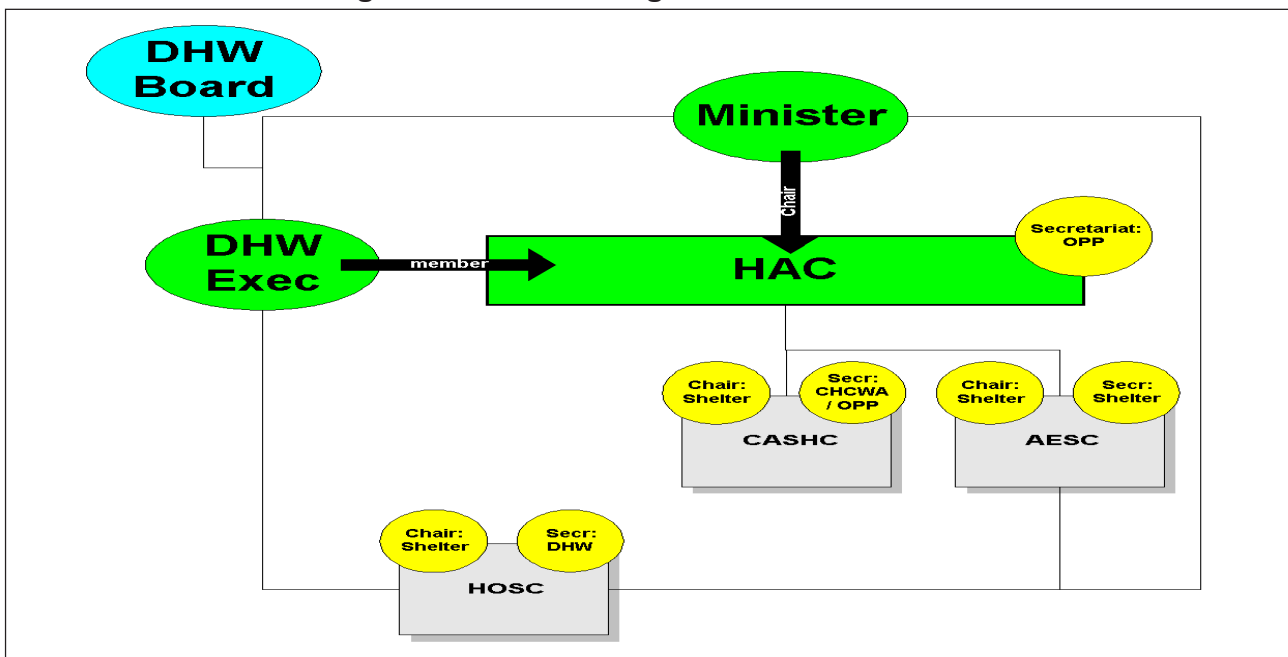 DHW
Board
Minister
Chair
Secretariat:
OPP
DHW
Exec
member
HAC
Chair:
Shelter
Secr:
CHCWA
/ OPP
CASHC
Chair:
Shelter
Secr:
Shelter
AESC
Chair:
Shelter
Secr:
DHW
HOSC